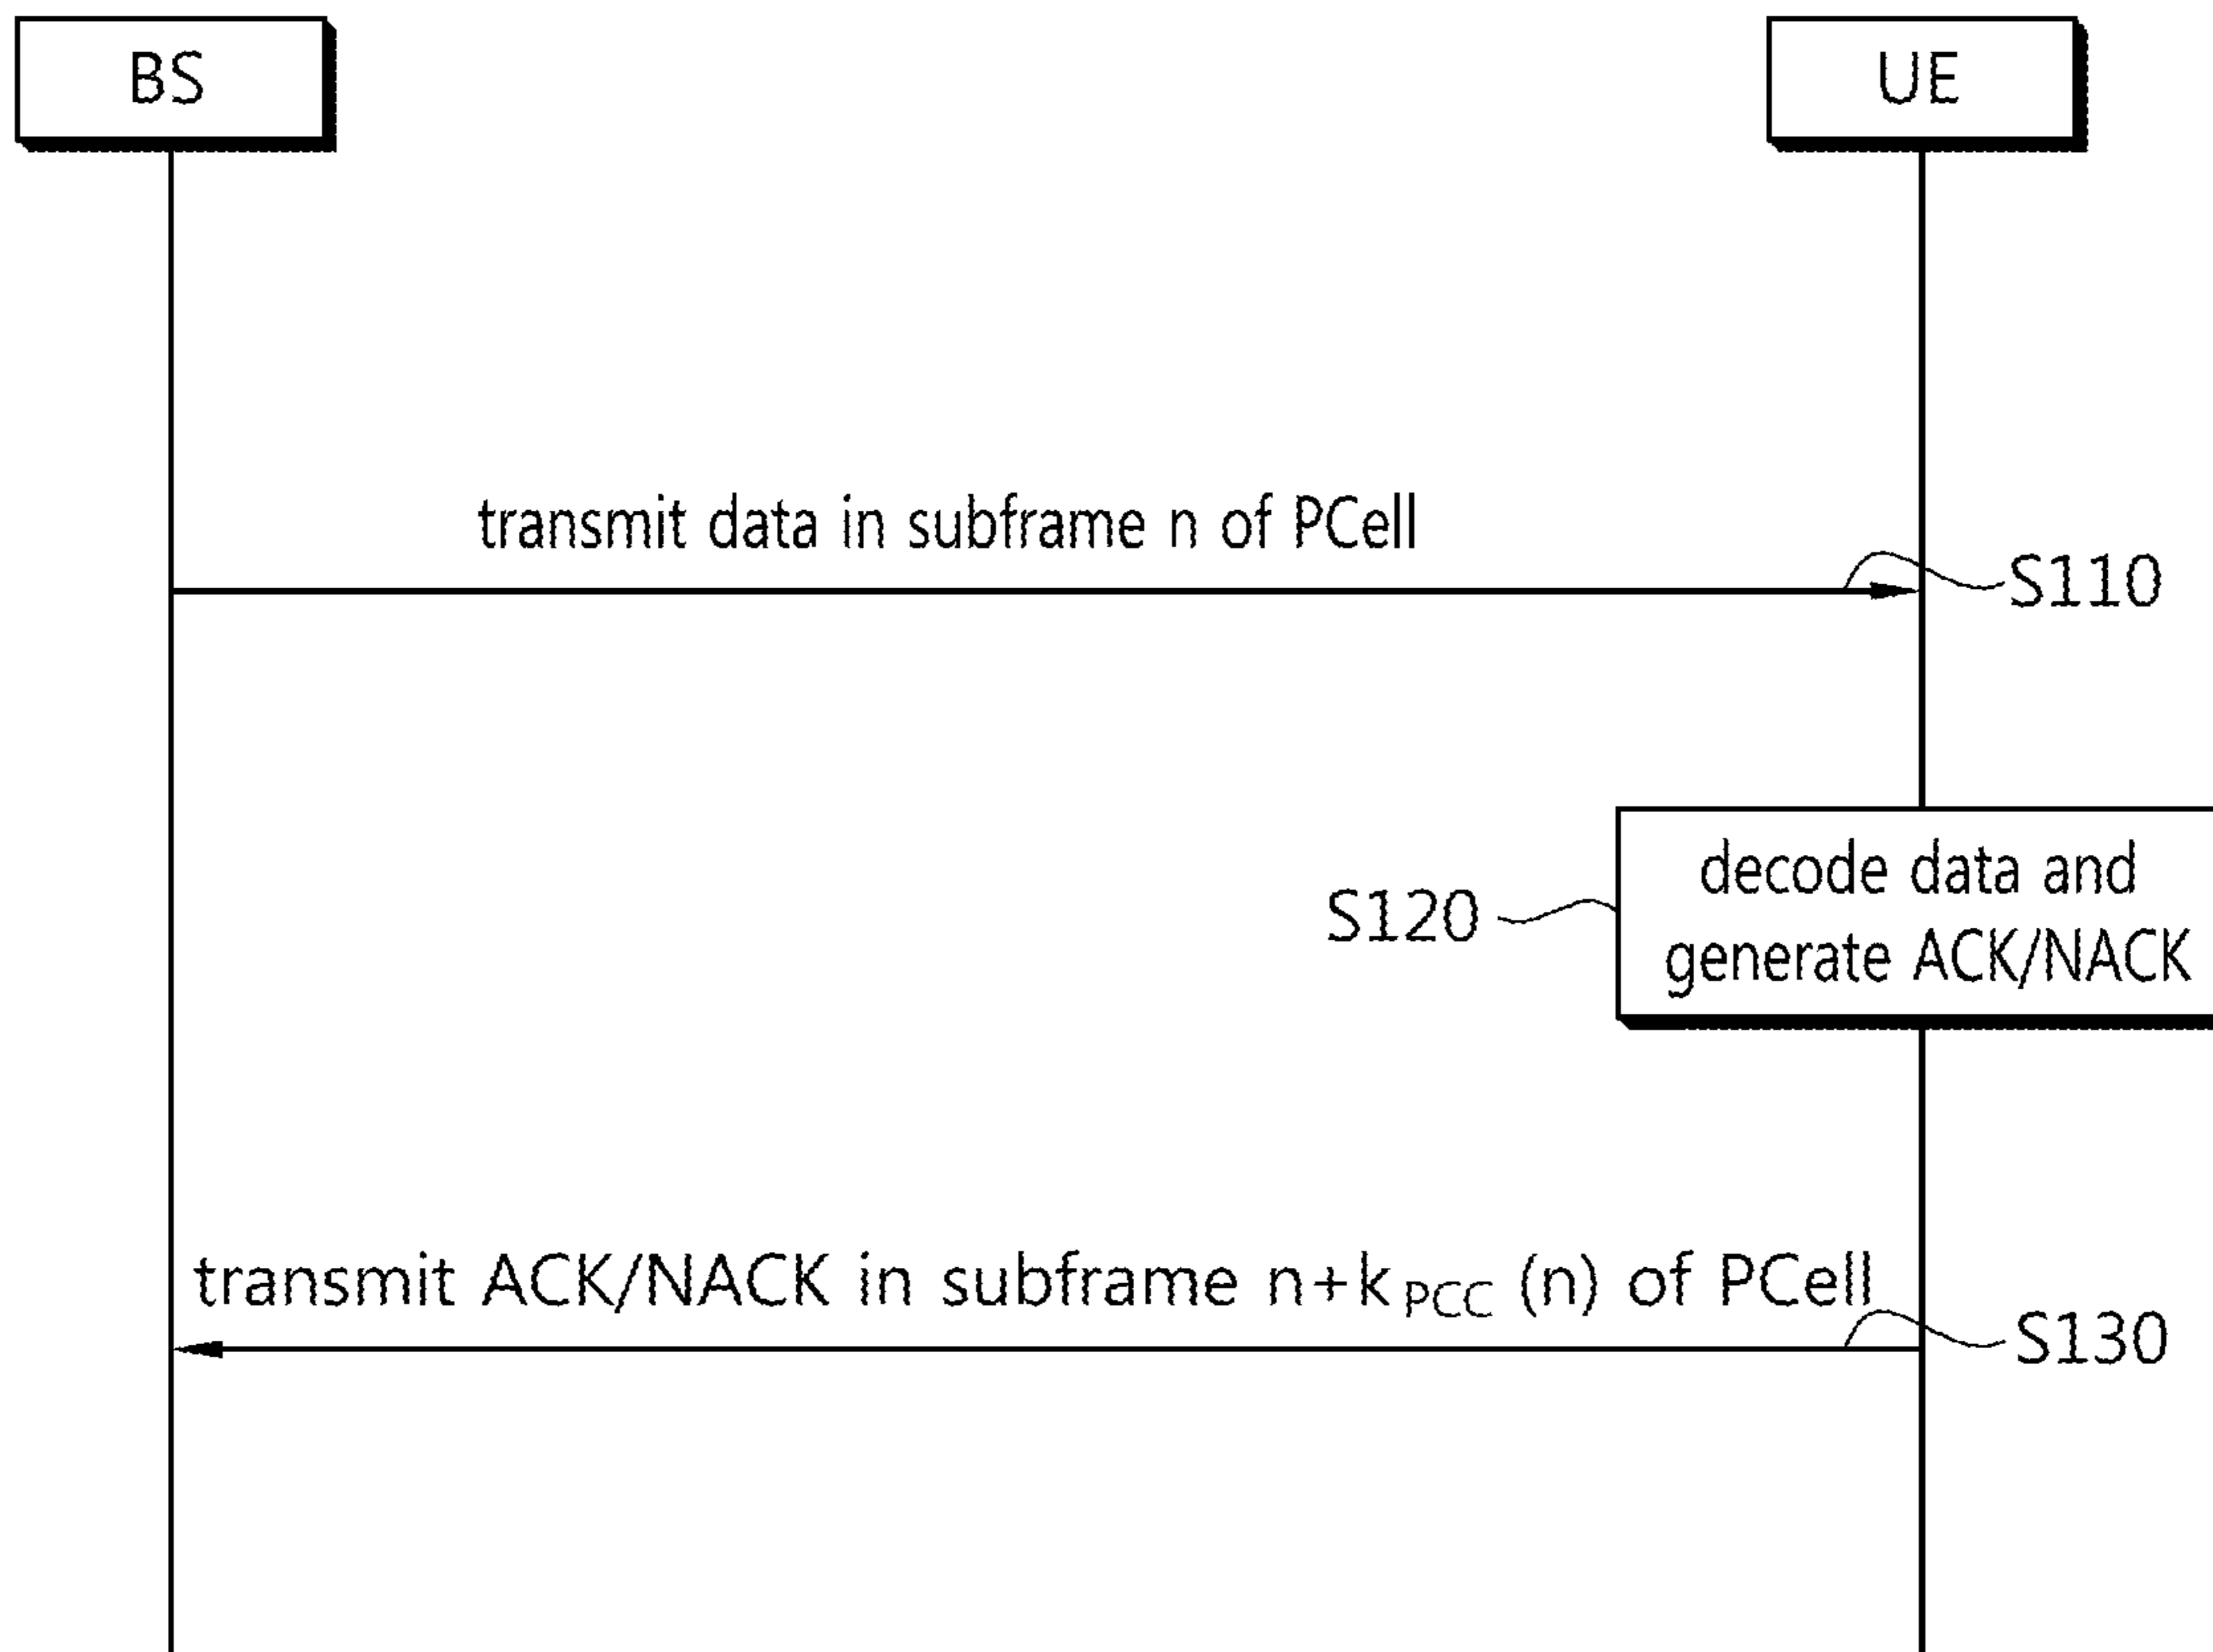 BS
UE
transmit data in subframe n of PCell
S110
decode data and
S120
generate ACK/NACK
transmit ACK/NACK in subframe n+k PCC (n) of PCell
S130